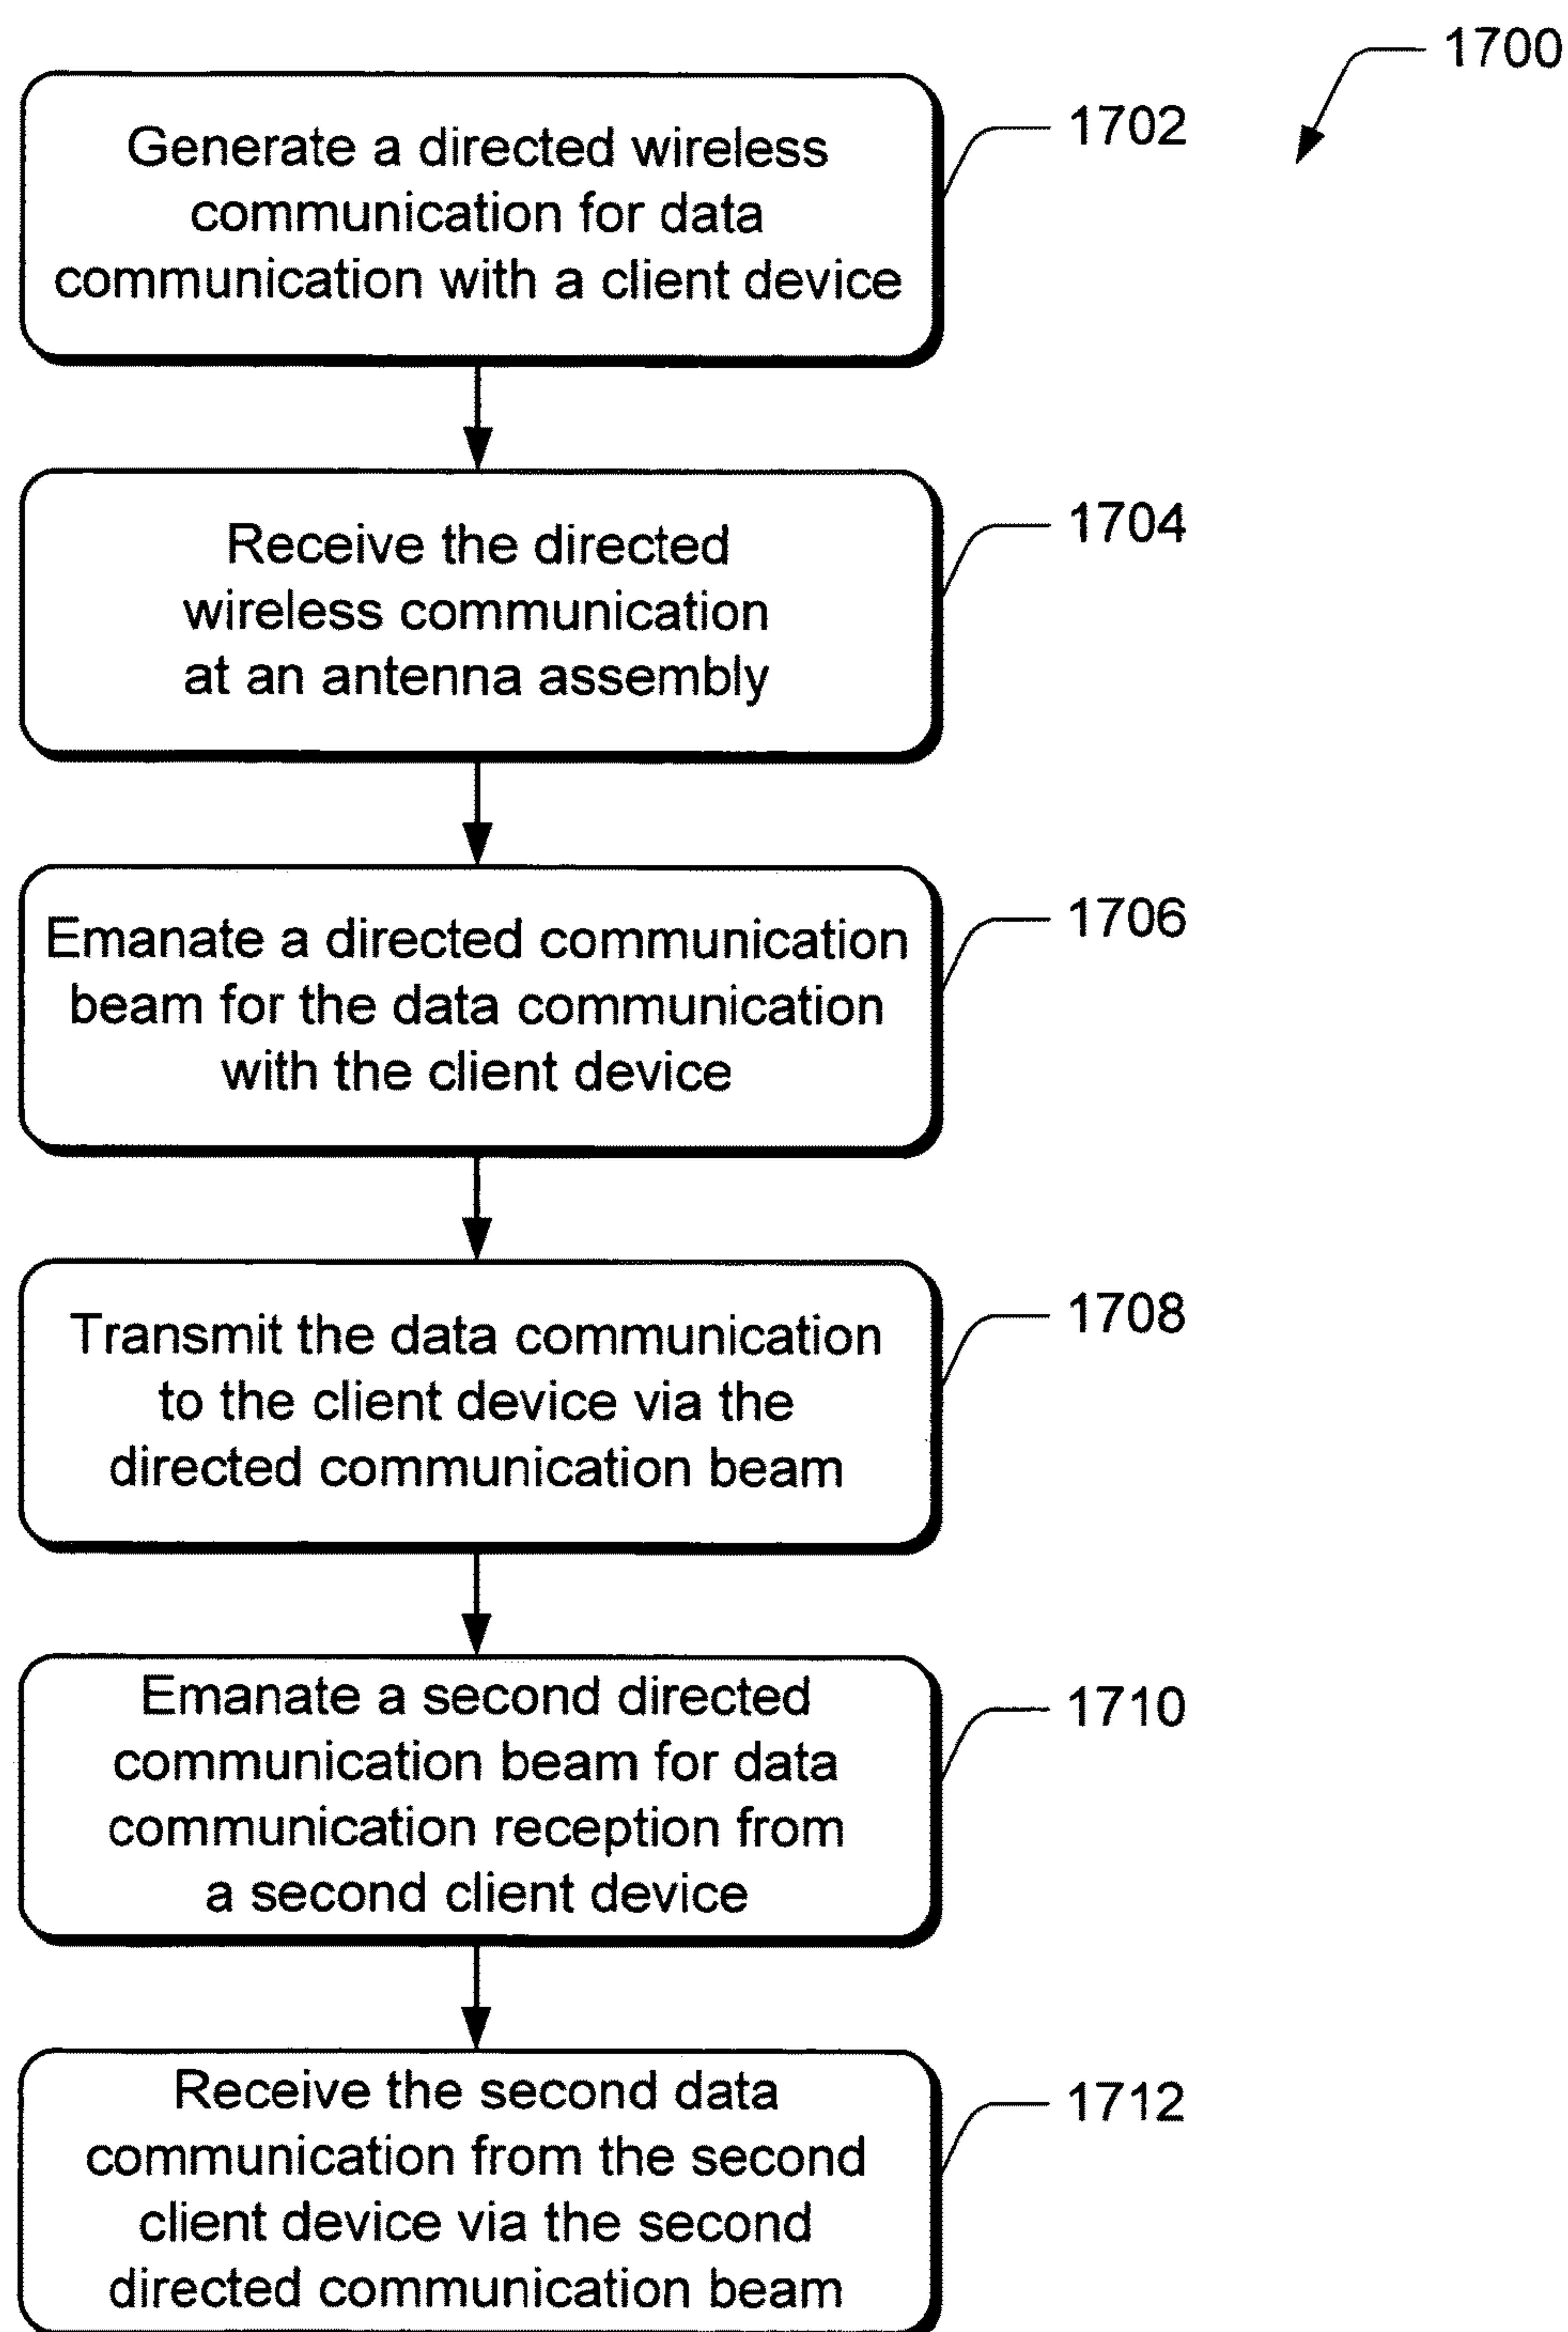 1700
Generate a directed wireless
communication for data
communication with a client device
1702
Receive the directed
wireless communication
at an antenna assembly
1704
Emanate a directed communication
beam for the data communication
with the client device
1706
Transmit the data communication
to the client device via the
directed communication beam
1708
Emanate a second directed
communication beam for data
communication reception from
a second client device
1710
Receive the second data
communication from the second
client device via the second
directed communication beam
1712